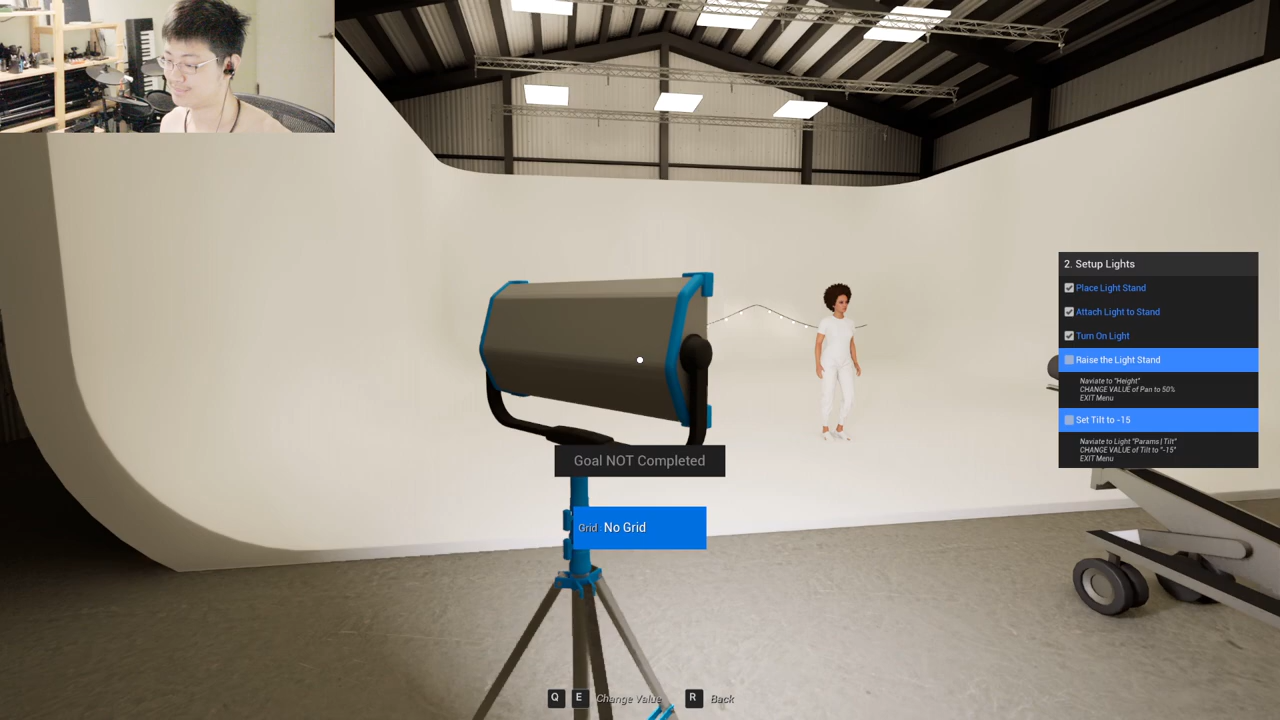 2. Setup Lights
Place Light Stand
Attach Light to Stand
Turn On Light
Raise the Light Stand
Naviate to "Height"
CHANGE VALUE of Pan to 50%
EXIT Menu
Set Tilt to -15
Naviate to Light "Params | Tilt"
CHANGE VALUE of Tilt to "-15"
EXIT Menu
Goal NOT Completed
Grid : No Grid
Q E Change Value R Back